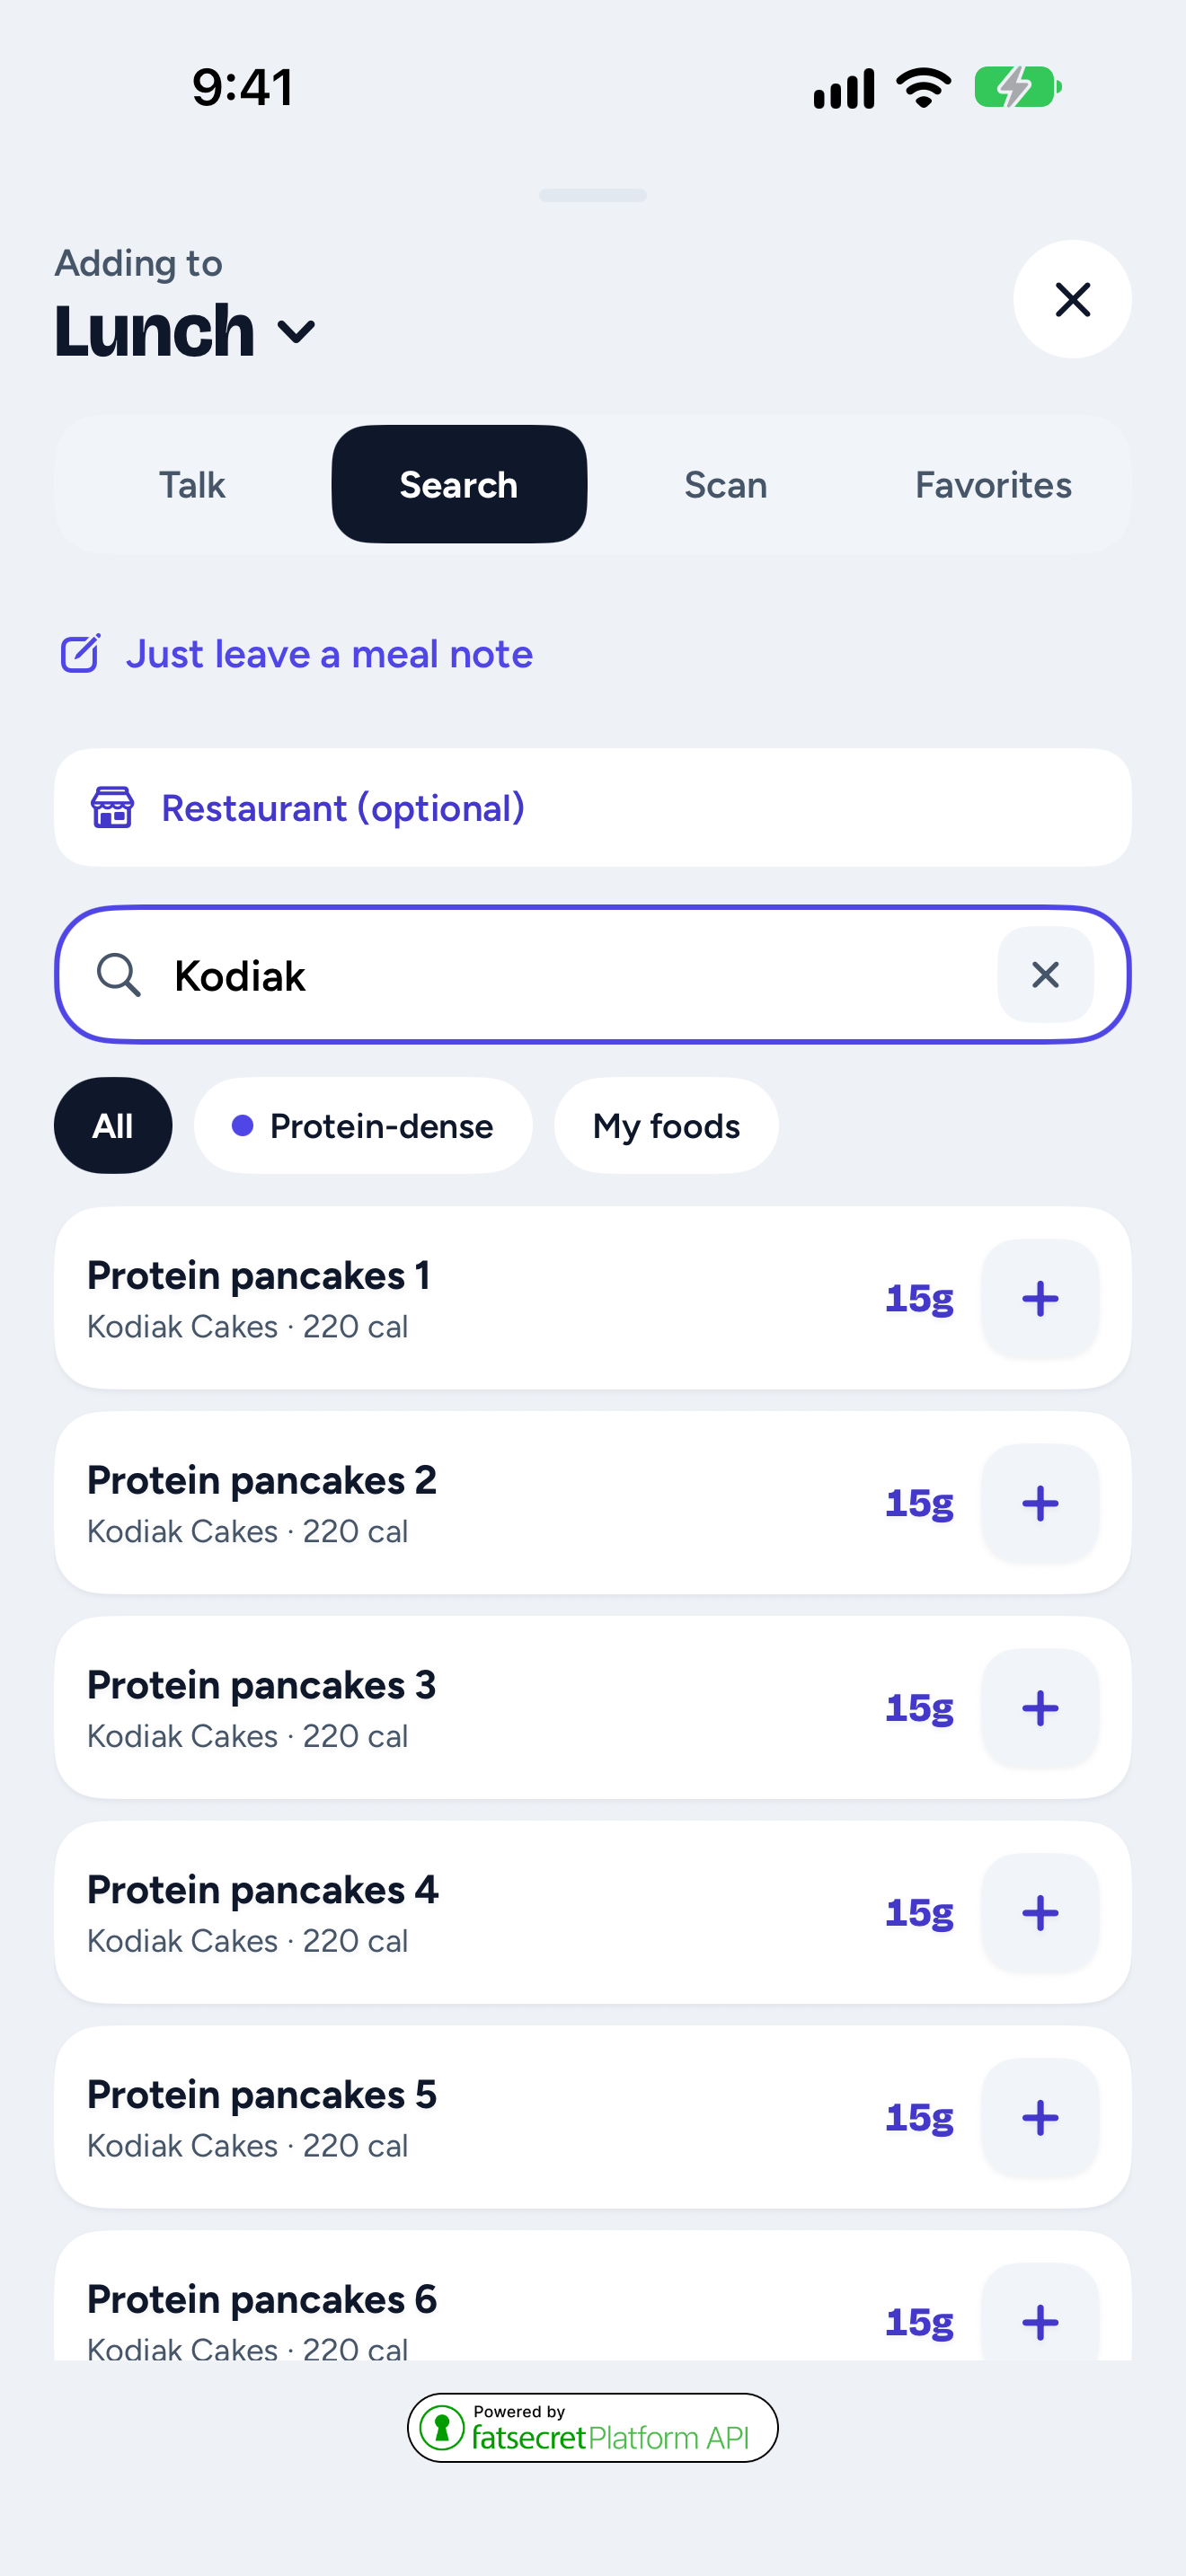 9:41
Adding to
Lunch
Talk
Search
Scan
Favorites
Just leave a meal note
Restaurant (optional)
Kodiak
All
Protein-dense
My foods
Protein pancakes 1
Kodiak Cakes · 220 cal
15g
Protein pancakes 2
Kodiak Cakes · 220 cal
15g
Protein pancakes 3
Kodiak Cakes · 220 cal
15g
Protein pancakes 4
Kodiak Cakes · 220 cal
15g
Protein pancakes 5
Kodiak Cakes · 220 cal
15g
Protein pancakes 6
Kodiak Cakes · 220 cal
15g
Powered by
fatsecret Platform API